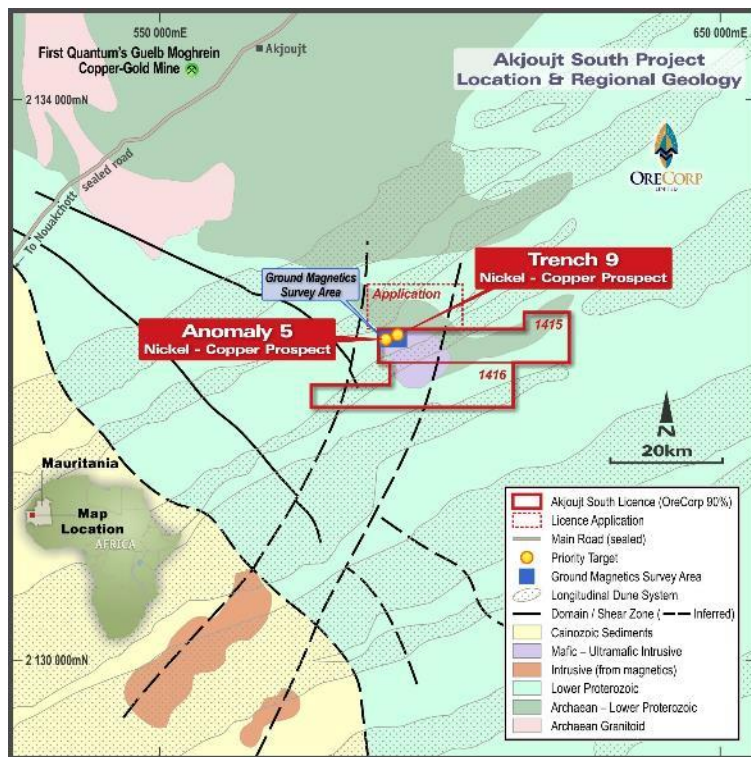 550 000mE
650 000mE
First Quantum's Guelb Moghrein
Copper-Gold Mine
Akjoujt
Akjoujt South Project
Location & Regional Geology
2 134 000mN
ORECORP
LIMITED
To Nouakchott
sealed road
Ground Magnetics
Survey Area
Application
Trench 9
Nickel - Copper Prospect
Anomaly 5
Nickel - Copper Prospect
1415
1416
N
20km
Mauritania
Map
Location
AFRICA
2 130 000mN
Akjoujt South Licence (OreCorp 90%)
Licence Application
Main Road (sealed)
Priority Target
Ground Magnetics Survey Area
Longitudinal Dune System
Domain / Shear Zone ( Inferred)
Cainozoic Sediments
Mafic – Ultramafic Intrusive
Intrusive (from magnetics)
Lower Proterozoic
Archaean – Lower Proterozoic
Archaean Granitoid